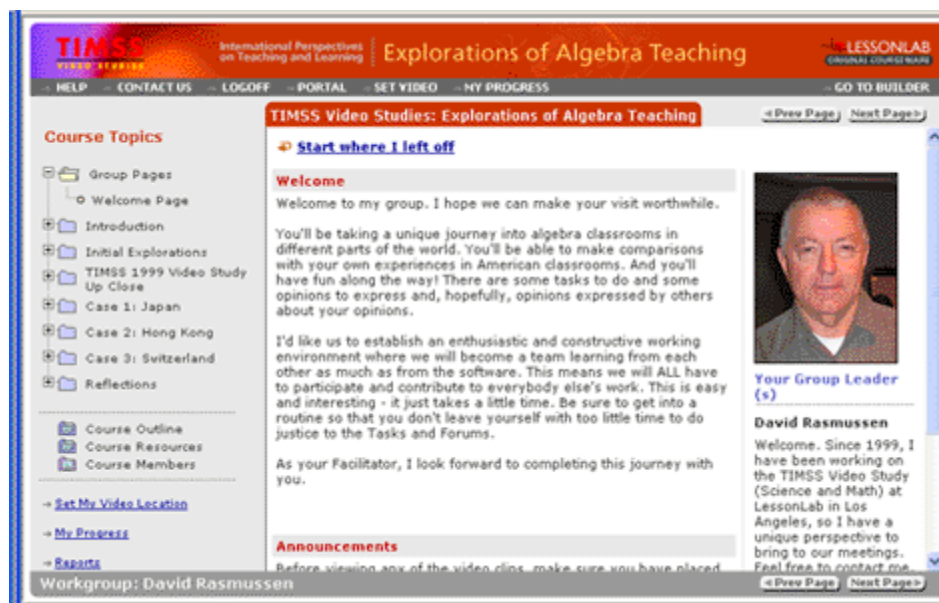 TIMSS
VIDEO STUDIES
International Perspectives
on Teaching and Learning
Explorations of Algebra Teaching
LESSONLAB
ORIGINAL COURSEWARE
HELP
CONTACT US
LOGOFF
PORTAL
SET VIDEO
MY PROGRESS
GO TO BUILDER
TIMSS Video Studies: Explorations of Algebra Teaching
Prev Page
Next Page
Course Topics
Group Pages
Welcome Page
Introduction
Initial Explorations
TIMSS 1999 Video Study
Up Close
Case 1: Japan
Case 2: Hong Kong
Case 3: Switzerland
Reflections
Course Outline
Course Resources
Course Members
Set My Video Location
My Progress
Reports
Start where I left off
Welcome
Welcome to my group. I hope we can make your visit worthwhile.
You'll be taking a unique journey into algebra classrooms in
different parts of the world. You'll be able to make comparisons
with your own experiences in American classrooms. And you'll
have fun along the way! There are some tasks to do and some
opinions to express and, hopefully, opinions expressed by others
about your opinions.
I'd like us to establish an enthusiastic and constructive working
environment where we will become a team learning from each
other as much as from the software. This means we will ALL have
to participate and contribute to everybody else's work. This is easy
and interesting - it just takes a little time. Be sure to get into a
routine so that you don't leave yourself with too little time to do
justice to the Tasks and Forums.
As your Facilitator, I look forward to completing this journey with
you.
Announcements
Before viewing any of the video clips, make sure you have placed
Your Group Leader
(s)
David Rasmussen
Welcome. Since 1999, I
have been working on
the TIMSS Video Study
(Science and Math) at
LessonLab in Los
Angeles, so I have a
unique perspective to
bring to our meetings.
Feel free to contact me
Workgroup: David Rasmussen
Prev Page
Next Page